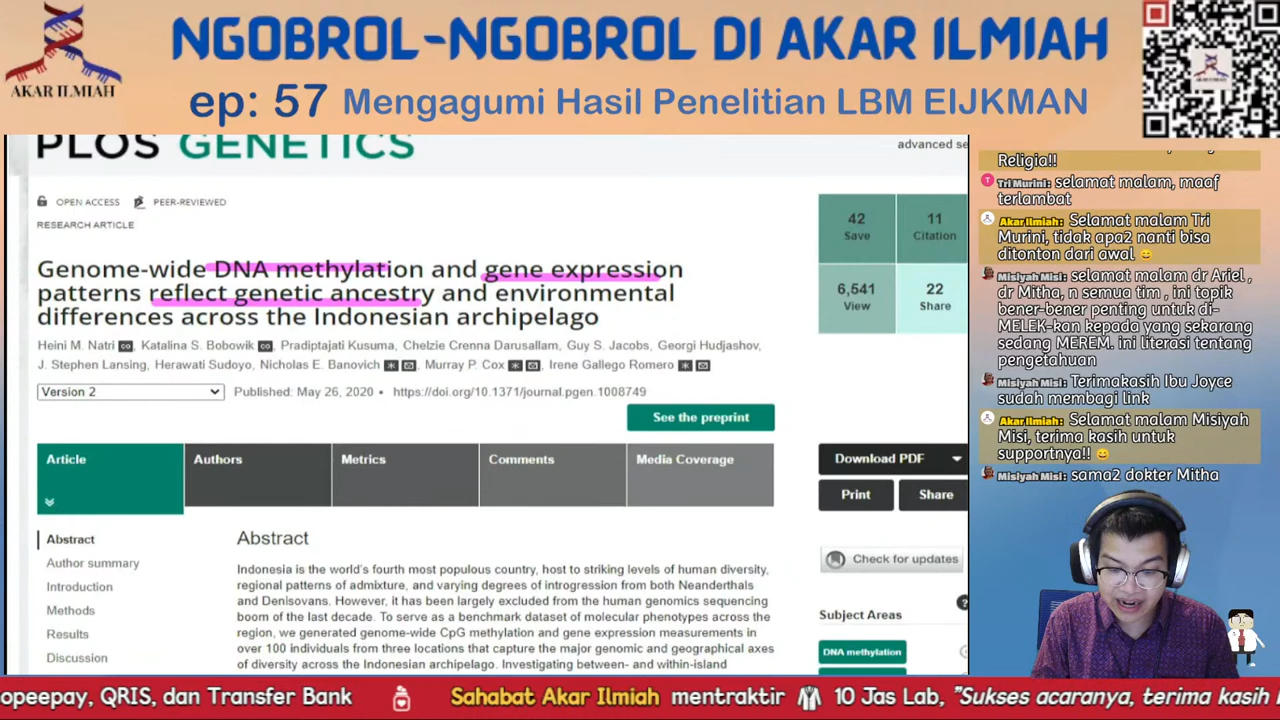 AKAR ILMIAH
NGOBROL-NGOBROL DI AKAR ILMIAH
ep: 57 Mengagumi Hasil Penelitian LBM EIJKMAN
PLOS GENETICS
advanced se
OPEN ACCESS
PEER-REVIEWED
RESEARCH ARTICLE
Genome-wide DNA methylation and gene expression
patterns reflect genetic ancestry and environmental
differences across the Indonesian archipelago
Heini M. Natri, Katalina S. Bobowik, Pradiptajati Kusuma, Chelzie Crenna Darusallam, Guy S. Jacobs, Georgi Hudjashov,
J. Stephen Lansing, Herawati Sudoyo, Nicholas E. Banovich, Murray P. Cox, Irene Gallego Romero
Version 2
Published: May 26, 2020 • https://doi.org/10.1371/journal.pgen.1008749
See the preprint
42
Save
11
Citation
6,541
View
22
Share
Article
Authors
Metrics
Comments
Media Coverage
Download PDF
Print
Share
Check for updates
Subject Areas
?
DNA methylation
Abstract
Author summary
Introduction
Methods
Results
Discussion
Abstract
Indonesia is the world's fourth most populous country, host to striking levels of human diversity,
regional patterns of admixture, and varying degrees of introgression from both Neanderthals
and Denisovans. However, it has been largely excluded from the human genomics sequencing
boom of the last decade. To serve as a benchmark dataset of molecular phenotypes across the
region, we generated genome-wide CpG methylation and gene expression measurements in
over 100 individuals from three locations that capture the major genomic and geographical axes
of diversity across the Indonesian archipelago. Investigating between- and within-island
Religia!!
Tri Murini: selamat malam, maaf
terlambat
Akar Ilmiah: Selamat malam Tri
Murini, tidak apa2 nanti bisa
ditonton dari awal 😄
Misiyah Misi: selamat malam dr Ariel ,
dr Mitha, n semua tim , ini topik
bener-bener penting untuk di-
MELEK-kan kepada yang sekarang
sedang MEREM. ini literasi tentang
pengetahuan
Misiyah Misi: Terimakasih Ibu Joyce
sudah membagi link
Akar Ilmiah: Selamat malam Misiyah
Misi, terima kasih untuk
supportnya!! 😄
Misiyah Misi: sama2 dokter Mitha
opeepay, QRIS, dan Transfer Bank
Sahabat Akar Ilmiah mentraktir 10 Jas Lab, "Sukses acaranya, terima kasih